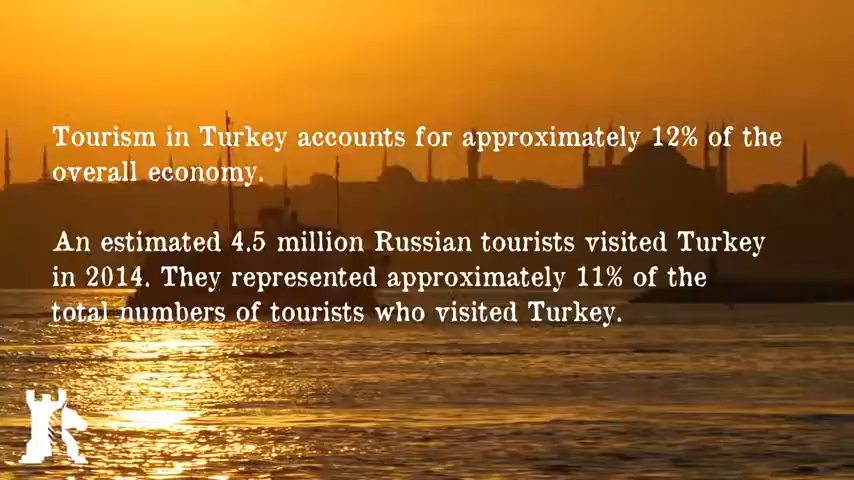 Tourism in Turkey accounts for approximately 12% of the
overall economy.
An estimated 4.5 million Russian tourists visited Turkey
in 2014. They represented approximately 11% of the
total numbers of tourists who visited Turkey.